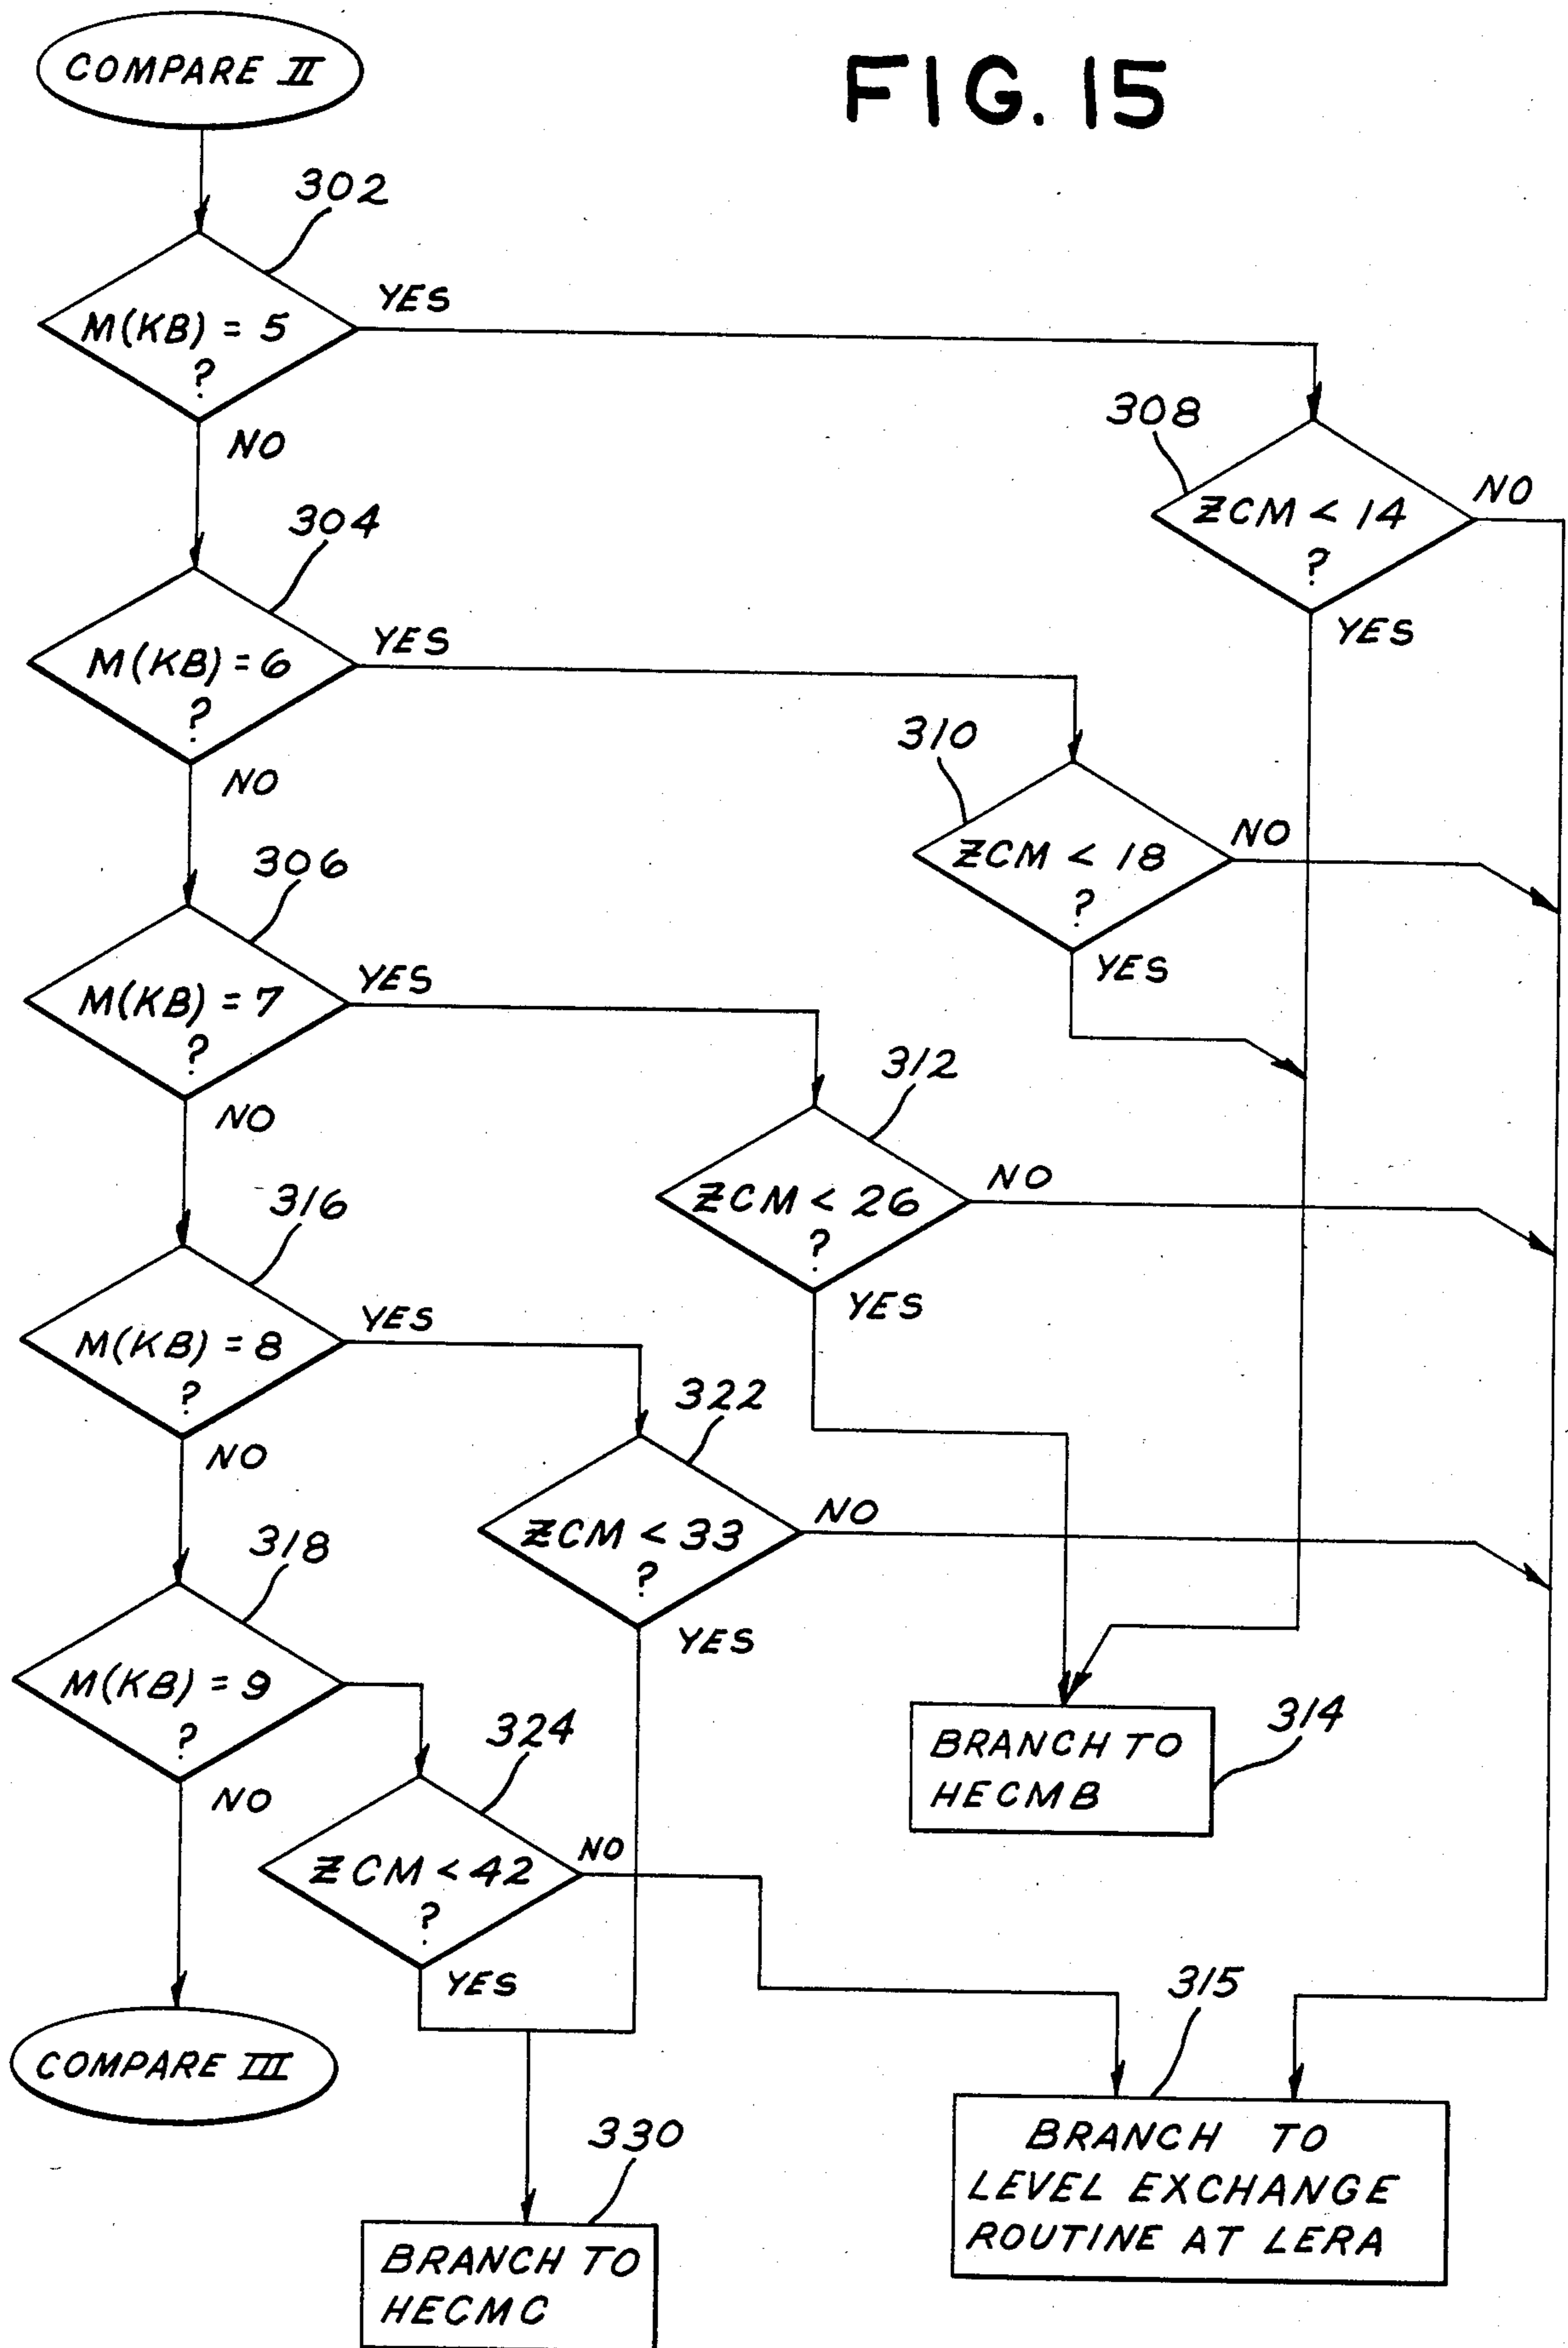 COMPARE II
FIG. 15
302
M(KB) = 5
?
YES
NO
308
ZCM < 14
?
NO
YES
304
M(KB) = 6
?
YES
NO
310
ZCM < 18
?
NO
YES
306
M(KB) = 7
?
YES
NO
312
ZCM < 26
?
NO
YES
316
M(KB) = 8
?
YES
NO
322
ZCM < 33
?
NO
YES
318
M(KB) = 9
?
NO
324
ZCM < 42
?
NO
YES
314
BRANCH TO
HECMB
COMPARE III
315
BRANCH TO
LEVEL EXCHANGE
ROUTINE AT LERA
330
BRANCH TO
HECMC